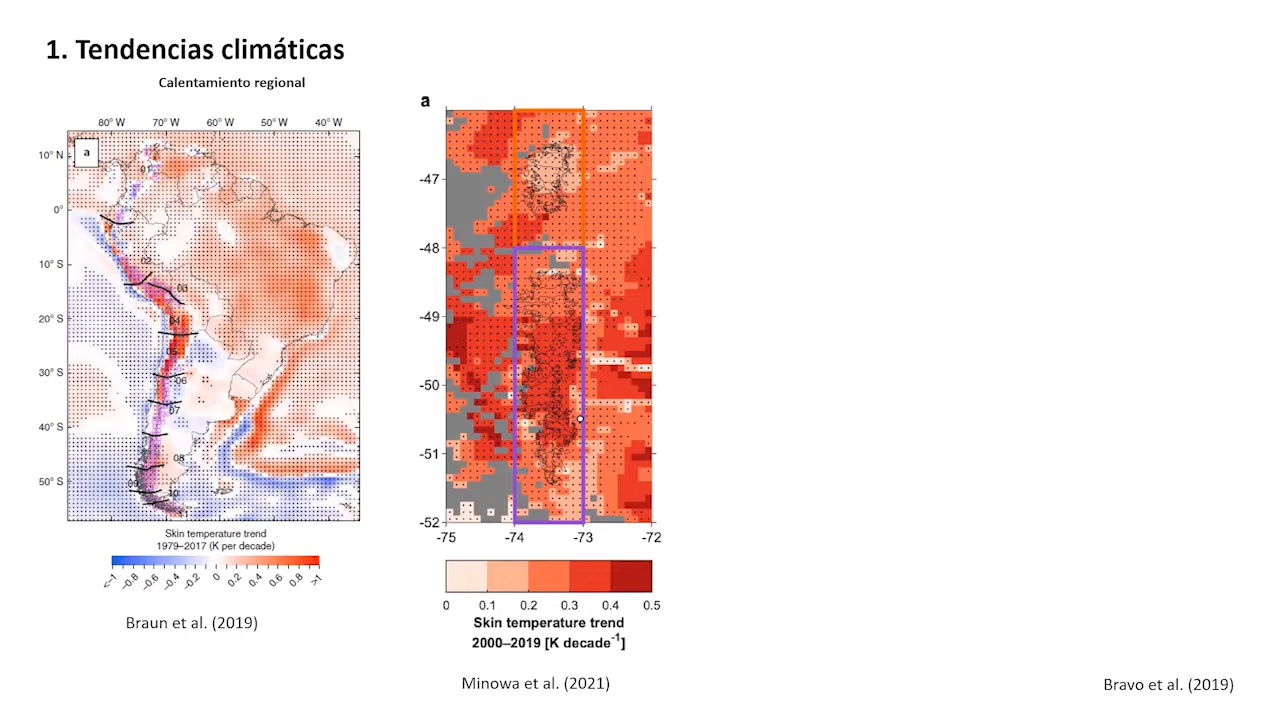 1. Tendencias climáticas
Calentamiento regional
80° W 70° W 60° W 50° W 40° W
a
10° N
0°
10° S
20° S
30° S
40° S
50° S
01
02
03
04
05
06
07
08
09
10
11
Skin temperature trend
1979–2017 (K per decade)
<-1 -0.8 -0.6 -0.4 -0.2 0 0.2 0.4 0.6 0.8 >1
Braun et al. (2019)
a
-47
-48
-49
-50
-51
-52
-75 -74 -73 -72
0 0.1 0.2 0.3 0.4 0.5
Skin temperature trend
2000–2019 [K decade⁻¹]
Minowa et al. (2021)
Bravo et al. (2019)